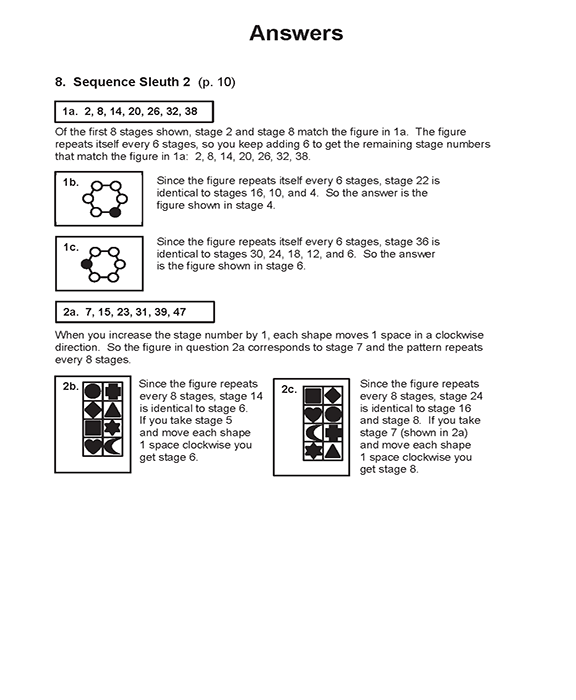 Answers
8. Sequence Sleuth 2 (p. 10)
1a. 2, 8, 14, 20, 26, 32, 38
Of the first 8 stages shown, stage 2 and stage 8 match the figure in 1a. The figure
repeats itself every 6 stages, so you keep adding 6 to get the remaining stage numbers
that match the figure in 1a: 2, 8, 14, 20, 26, 32, 38.
1b.
Since the figure repeats itself every 6 stages, stage 22 is
identical to stages 16, 10, and 4. So the answer is the
figure shown in stage 4.
1c.
Since the figure repeats itself every 6 stages, stage 36 is
identical to stages 30, 24, 18, 12, and 6. So the answer
is the figure shown in stage 6.
2a. 7, 15, 23, 31, 39, 47
When you increase the stage number by 1, each shape moves 1 space in a clockwise
direction. So the figure in question 2a corresponds to stage 7 and the pattern repeats
every 8 stages.
2b.
Since the figure repeats
every 8 stages, stage 14
is identical to stage 6.
If you take stage 5
and move each shape
1 space clockwise you
get stage 6.
2c.
Since the figure repeats
every 8 stages, stage 24
is identical to stage 16
and stage 8. If you take
stage 7 (shown in 2a)
and move each shape
1 space clockwise you
get stage 8.